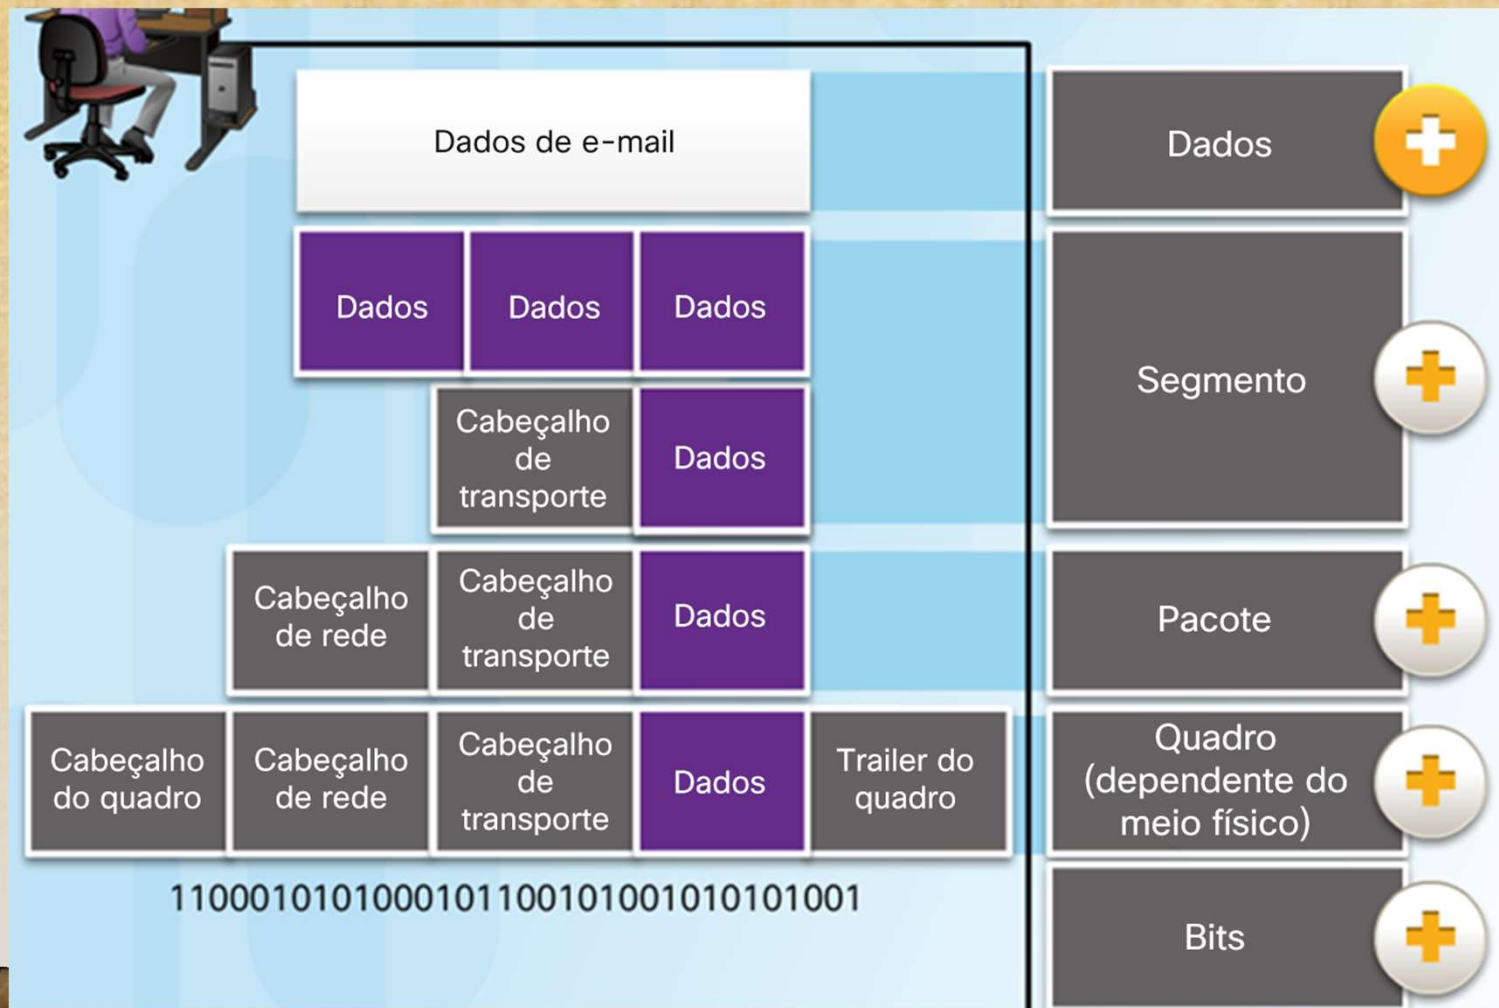 Dados de e-mail
Dados
Dados
Dados
Dados
Segmento
Cabeçalho
de
transporte
Dados
Cabeçalho
de rede
Cabeçalho
de
transporte
Dados
Pacote
Cabeçalho
do quadro
Cabeçalho
de rede
Cabeçalho
de
transporte
Dados
Trailer do
quadro
Quadro
(dependente do
meio físico)
1100010101000101100101001010101001
Bits